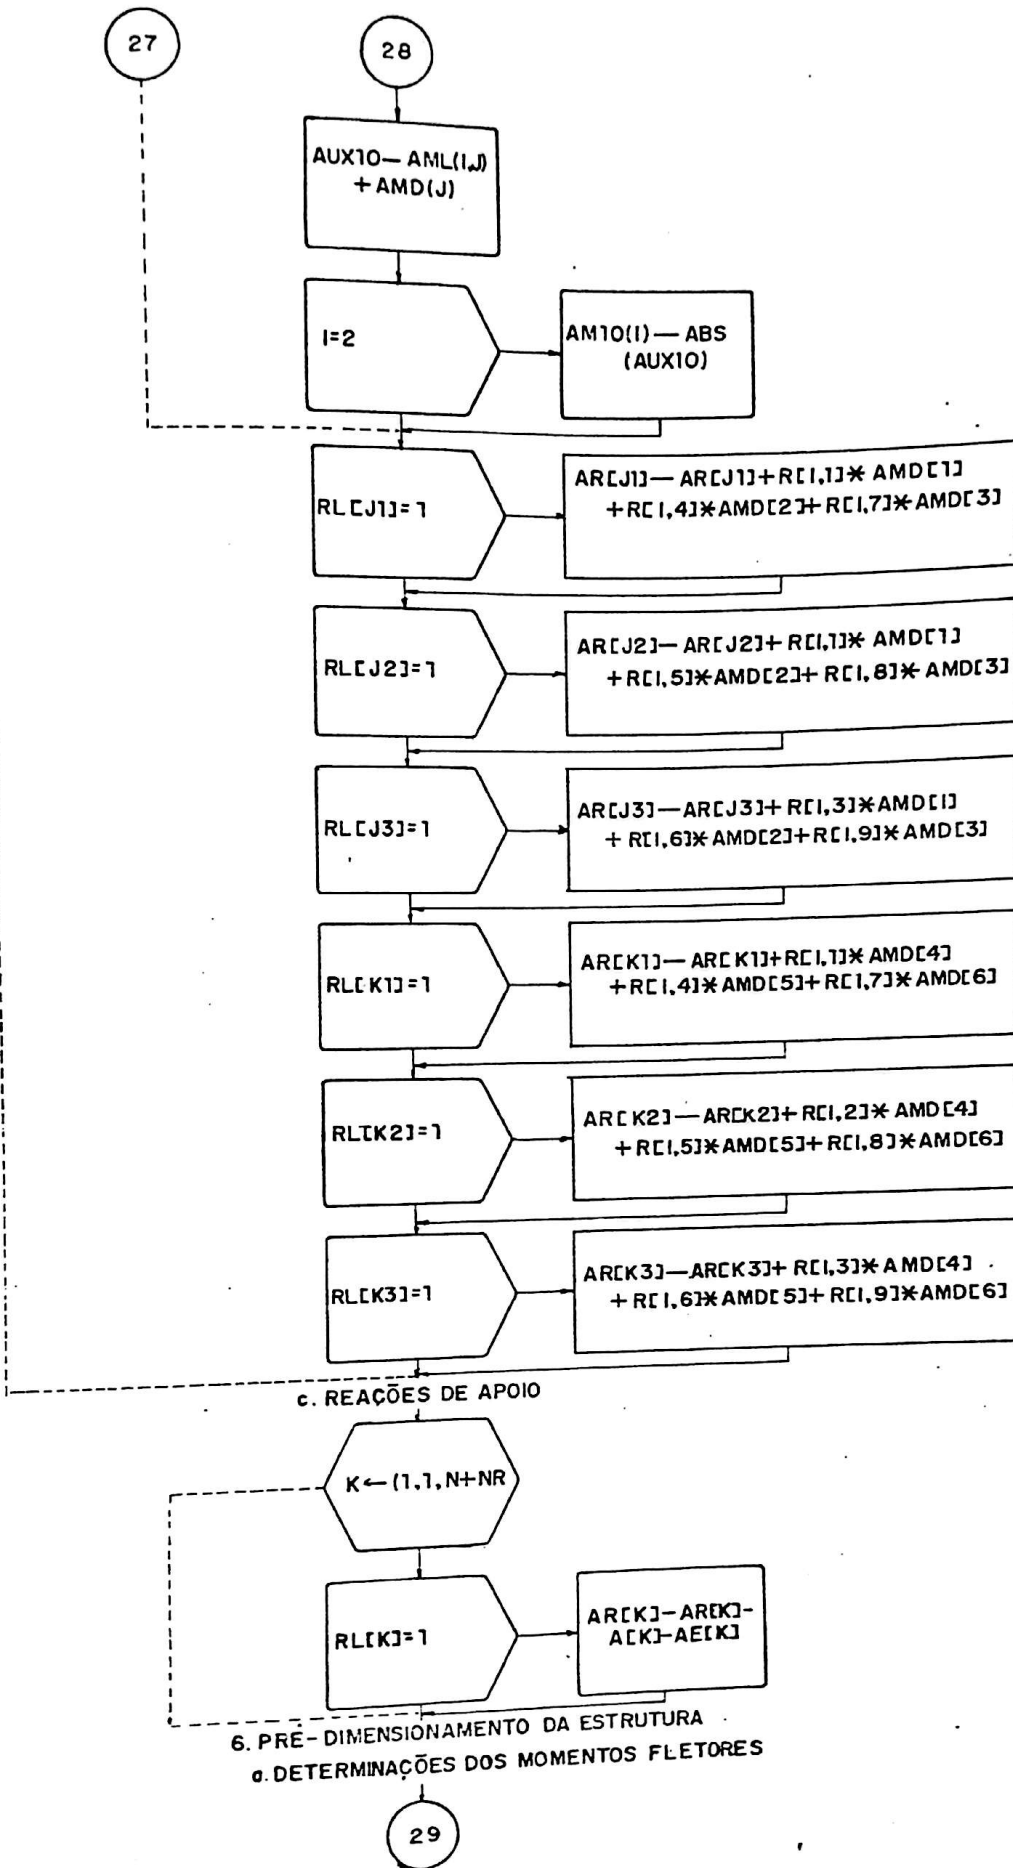 27
28
AUX10— AML(I,J)
+ AMD(J)
I=2
AM10(I)— ABS
(AUX10)
RL[J1]=1
AR[J1]— AR[J1]+R[I,1]* AMD[1]
+R[I,4]*AMD[2]+R[I,7]*AMD[3]
RL[J2]=1
AR[J2]— AR[J2]+ R[I,1]* AMD[1]
+R[I,5]*AMD[2]+ R[I,8]* AMD[3]
RL[J3]=1
AR[J3]—AR[J3]+ R[I,3]*AMD[1]
+ R[I,6]* AMD[2]+R[I,9]* AMD[3]
RL[K1]=1
AR[K1]— AR[K1]+R[I,1]* AMD[4]
+R[I,4]* AMD[5]+R[I,7]* AMD[6]
RL[K2]=1
AR[K2] —AR[K2]+R[I,2]* AMD[4]
+R[I,5]*AMD[5]+R[I,8]*AMD[6]
RL[K3]=1
AR[K3]—AR[K3]+ R[I,3]* AMD[4]
+ R[I,6]* AMD[5]+ R[I,9]*AMD[6]
c. REAÇÕES DE APOIO
K ← (1,1,N+NR
RL[K]=1
AR[K]-AR[K]-
A[K]-AE[K]
6. PRÉ-DIMENSIONAMENTO DA ESTRUTURA
a. DETERMINAÇÕES DOS MOMENTOS FLETORES
29